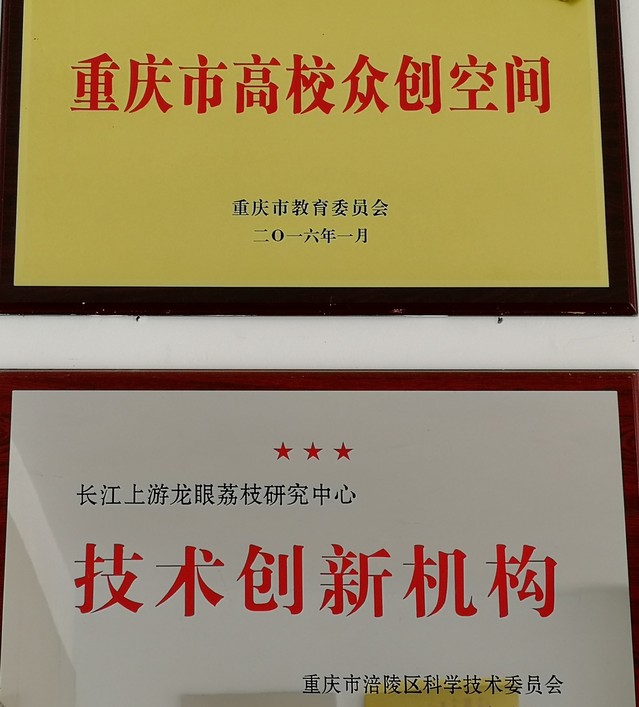 重庆市高校众创空间
重庆市教育委员会
二〇一六年一月
★★★
长江上游龙眼荔枝研究中心
技术创新机构
重庆市涪陵区科学技术委员会